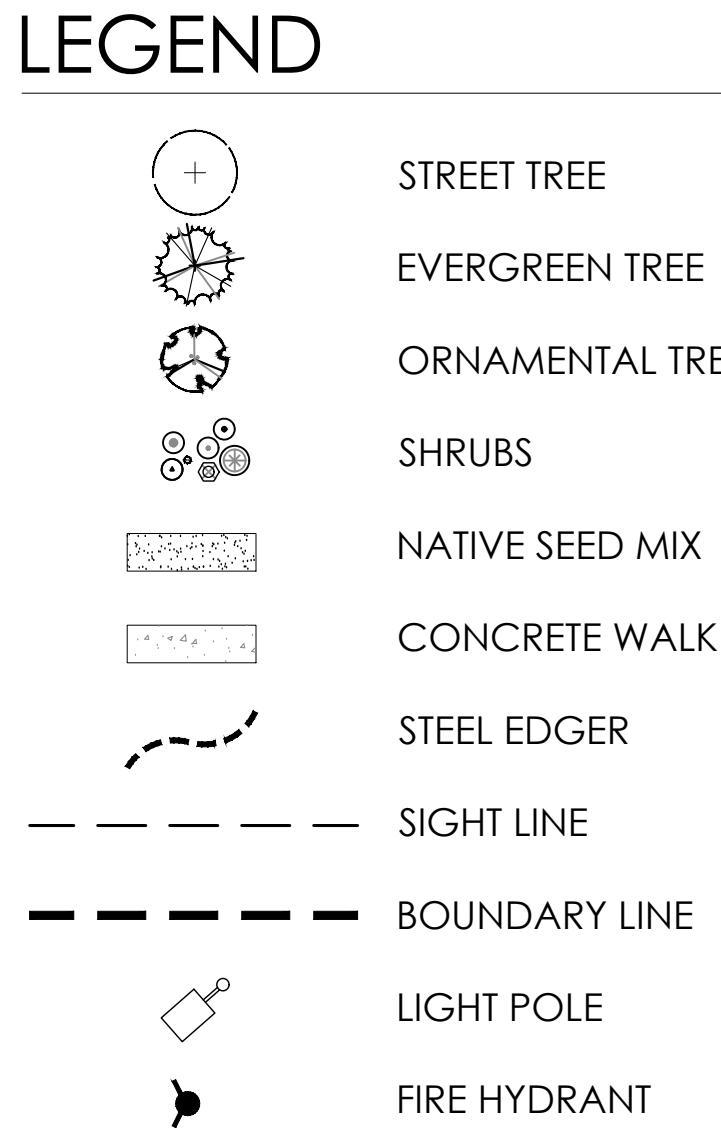 LEGEND
STREET TREE
EVERGREEN TREE
ORNAMENTAL TRE
SHRUBS
NATIVE SEED MIX
CONCRETE WALK
STEEL EDGER
SIGHT LINE
BOUNDARY LINE
LIGHT POLE
FIRE HYDRANT